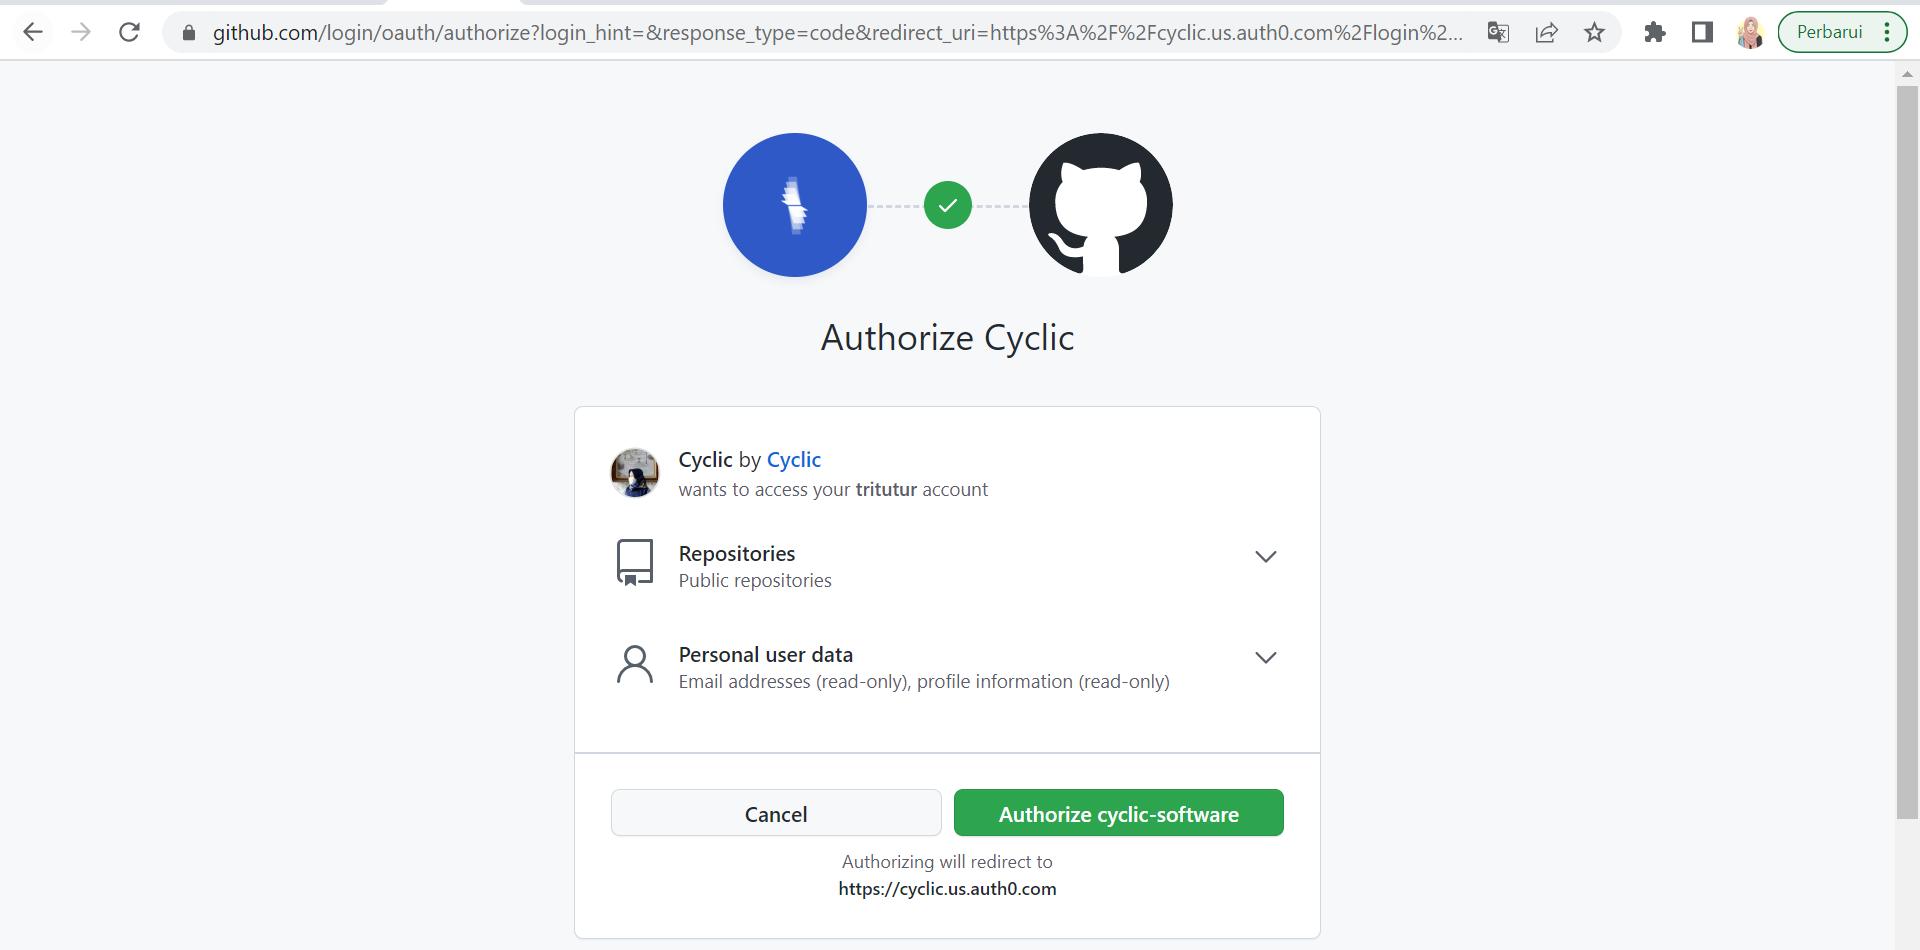 github.com/login/oauth/authorize?login_hint=&response_type=code&redirect_uri=https%3A%2F%2Fcyclic.us.auth0.com%2Flogin%2...
Perbarui
Authorize Cyclic
Cyclic by Cyclic
wants to access your tritutur account
Repositories
Public repositories
Personal user data
Email addresses (read-only), profile information (read-only)
Cancel
Authorize cyclic-software
Authorizing will redirect to
https://cyclic.us.auth0.com